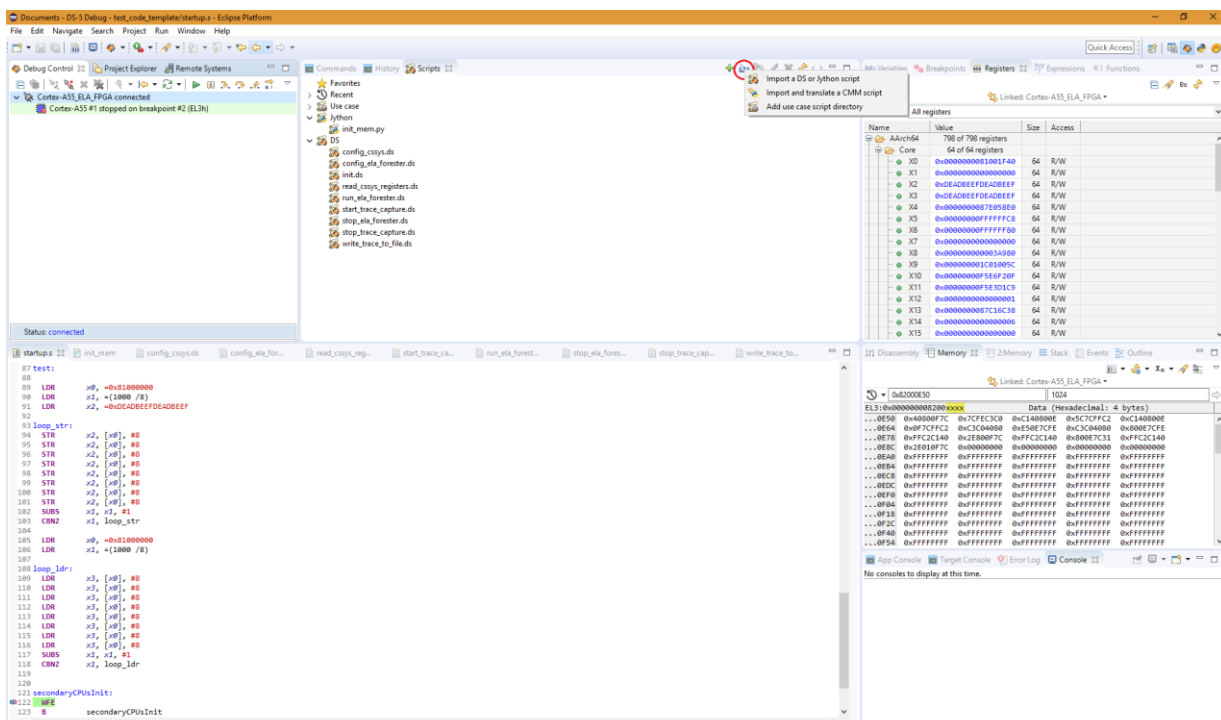 Documents - DS-5 Debug - test_code_template/startup.s - Eclipse Platform
File Edit Navigate Search Project Run Window Help
Quick Access
Debug Control Project Explorer Remote Systems
Cortex-A55_ELA_FPGA connected
Cortex-A55 #1 stopped on breakpoint #2 (EL3h)
Status: connected
Commands History Scripts
Favorites
Recent
Use case
Jython
init_mem.py
DS
config_cssys.ds
config_ela_forester.ds
init.ds
read_cssys_registers.ds
run_ela_forester.ds
start_trace_capture.ds
stop_ela_forester.ds
stop_trace_capture.ds
write_trace_to_file.ds
Import a DS or Jython script
Import and translate a CMM script
Add use case script directory
Variables Breakpoints Registers Expressions Functions
Linked: Cortex-A55_ELA_FPGA
All registers
Name Value Size Access
AArch64 798 of 798 registers
Core 64 of 64 registers
X0 0x0000000081001F40 64 R/W
X1 0x0000000000000000 64 R/W
X2 0xDEADBEEFDEADBEEF 64 R/W
X3 0xDEADBEEFDEADBEEF 64 R/W
X4 0x0000000087E058E0 64 R/W
X5 0x00000000FFFFFFC8 64 R/W
X6 0x00000000FFFFFF80 64 R/W
X7 0x0000000000000000 64 R/W
X8 0x000000000003A980 64 R/W
X9 0x000000001C01005C 64 R/W
X10 0x00000000F5E6F20F 64 R/W
X11 0x00000000F5E3D1C9 64 R/W
X12 0x0000000000000001 64 R/W
X13 0x0000000087C16C38 64 R/W
X14 0x0000000000000006 64 R/W
X15 0x0000000000000000 64 R/W
startup.s init_mem config_cssys.ds config_ela_for... read_cssys_reg... start_trace_ca... run_ela_forest... stop_ela_fores... stop_trace_cap... write_trace_to...
87 test:
88
89 LDR x0, =0x81000000
90 LDR x1, =(1000 /8)
91 LDR x2, =0xDEADBEEFDEADBEEF
92
93 loop_str:
94 STR x2, [x0], #8
95 STR x2, [x0], #8
96 STR x2, [x0], #8
97 STR x2, [x0], #8
98 STR x2, [x0], #8
99 STR x2, [x0], #8
100 STR x2, [x0], #8
101 STR x2, [x0], #8
102 SUBS x1, x1, #1
103 CBNZ x1, loop_str
104
105 LDR x0, =0x81000000
106 LDR x1, =(1000 /8)
107
108 loop_ldr:
109 LDR x3, [x0], #8
110 LDR x3, [x0], #8
111 LDR x3, [x0], #8
112 LDR x3, [x0], #8
113 LDR x3, [x0], #8
114 LDR x3, [x0], #8
115 LDR x3, [x0], #8
116 LDR x3, [x0], #8
117 SUBS x1, x1, #1
118 CBNZ x1, loop_ldr
119
120
121 secondaryCPUsInit:
122 WFE
123 B secondaryCPUsInit
Disassembly Memory 2:Memory Stack Events Outline
Linked: Cortex-A55_ELA_FPGA
0x82000E50 1024
EL3:0x000000008200xxxx Data (Hexadecimal: 4 bytes)
...0E50 0x40800F7C 0x7CFEC3C0 0xC140800E 0x5C7CFFC2 0xC140800E
...0E64 0x0F7CFFC2 0xC3C04080 0xE50E7CFE 0xC3C04080 0x800E7CFE
...0E78 0xFFC2C140 0x2E800F7C 0xFFC2C140 0x800E7C31 0xFFC2C140
...0E8C 0x2E010F7C 0x00000000 0x00000000 0x00000000 0x00000000
...0EA0 0xFFFFFFFF 0xFFFFFFFF 0xFFFFFFFF 0xFFFFFFFF 0xFFFFFFFF
...0EB4 0xFFFFFFFF 0xFFFFFFFF 0xFFFFFFFF 0xFFFFFFFF 0xFFFFFFFF
...0EC8 0xFFFFFFFF 0xFFFFFFFF 0xFFFFFFFF 0xFFFFFFFF 0xFFFFFFFF
...0EDC 0xFFFFFFFF 0xFFFFFFFF 0xFFFFFFFF 0xFFFFFFFF 0xFFFFFFFF
...0EF0 0xFFFFFFFF 0xFFFFFFFF 0xFFFFFFFF 0xFFFFFFFF 0xFFFFFFFF
...0F04 0xFFFFFFFF 0xFFFFFFFF 0xFFFFFFFF 0xFFFFFFFF 0xFFFFFFFF
...0F18 0xFFFFFFFF 0xFFFFFFFF 0xFFFFFFFF 0xFFFFFFFF 0xFFFFFFFF
...0F2C 0xFFFFFFFF 0xFFFFFFFF 0xFFFFFFFF 0xFFFFFFFF 0xFFFFFFFF
...0F40 0xFFFFFFFF 0xFFFFFFFF 0xFFFFFFFF 0xFFFFFFFF 0xFFFFFFFF
...0F54 0xFFFFFFFF 0xFFFFFFFF 0xFFFFFFFF 0xFFFFFFFF 0xFFFFFFFF
App Console Target Console Error Log Console
No consoles to display at this time.